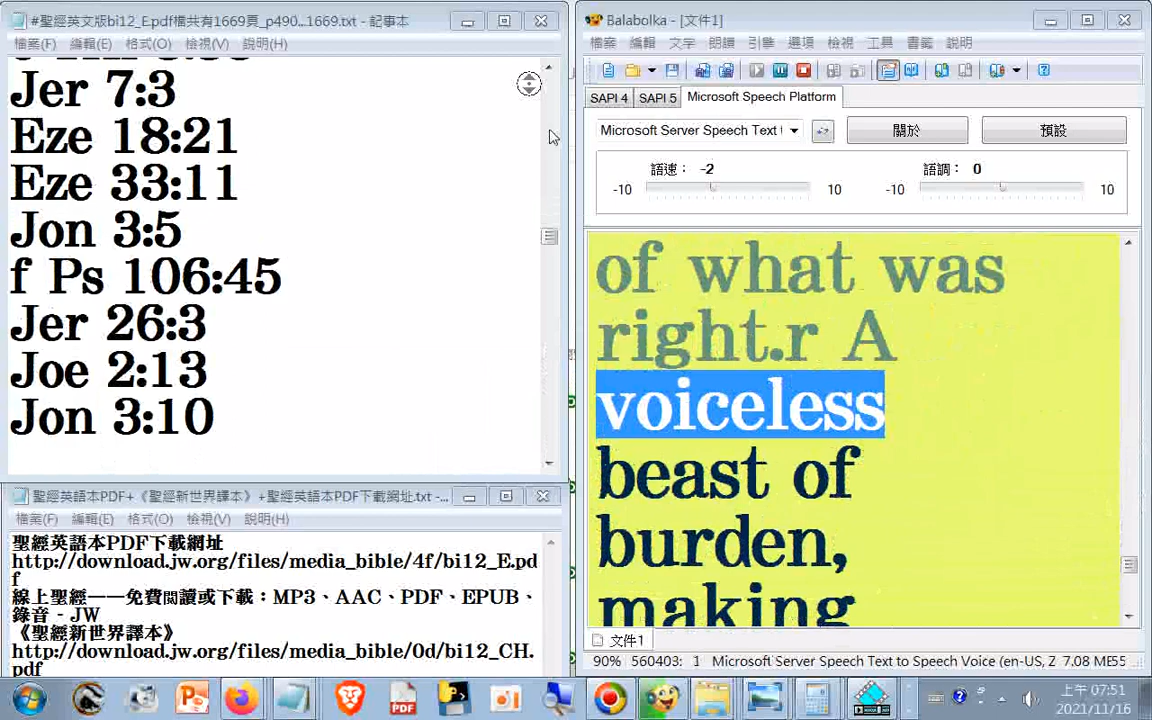 #聖經英文版bi12_E.pdf檔共有1669頁_p490...1669.txt - 記事本
檔案(F) 編輯(E) 格式(O) 檢視(V) 說明(H)
Jer 7:3
Eze 18:21
Eze 33:11
Jon 3:5
f Ps 106:45
Jer 26:3
Joe 2:13
Jon 3:10
聖經英語本PDF+《聖經新世界譯本》+聖經英語本PDF下載網址.txt -...
檔案(F) 編輯(E) 格式(O) 檢視(V) 說明(H)
聖經英語本PDF下載網址
http://download.jw.org/files/media_bible/4f/bi12_E.pd
f
線上聖經——免費閱讀或下載：MP3、AAC、PDF、EPUB、
錄音 - JW
《聖經新世界譯本》
http://download.jw.org/files/media_bible/0d/bi12_CH.
pdf
Balabolka - [文件1]
檔案 編輯 文字 朗讀 引擎 選項 檢視 工具 書籤 說明
SAPI 4 SAPI 5 Microsoft Speech Platform
Microsoft Server Speech Text 關於 預設
語速： -2 語調： 0
-10 10 -10 10
of what was
right.r A
voiceless
beast of
burden,
making
文件1
90% 560403: 1 Microsoft Server Speech Text to Speech Voice (en-US, Z 7.08 ME55
上午 07:51
2021/11/16